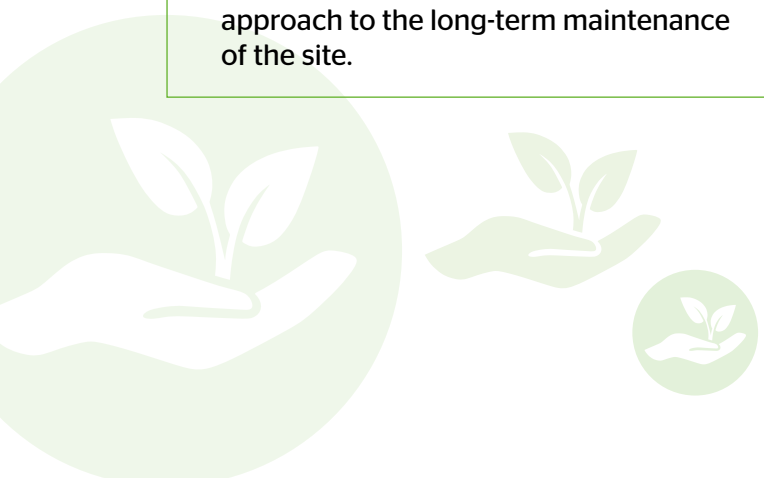 approach to the long-term maintenance
of the site.